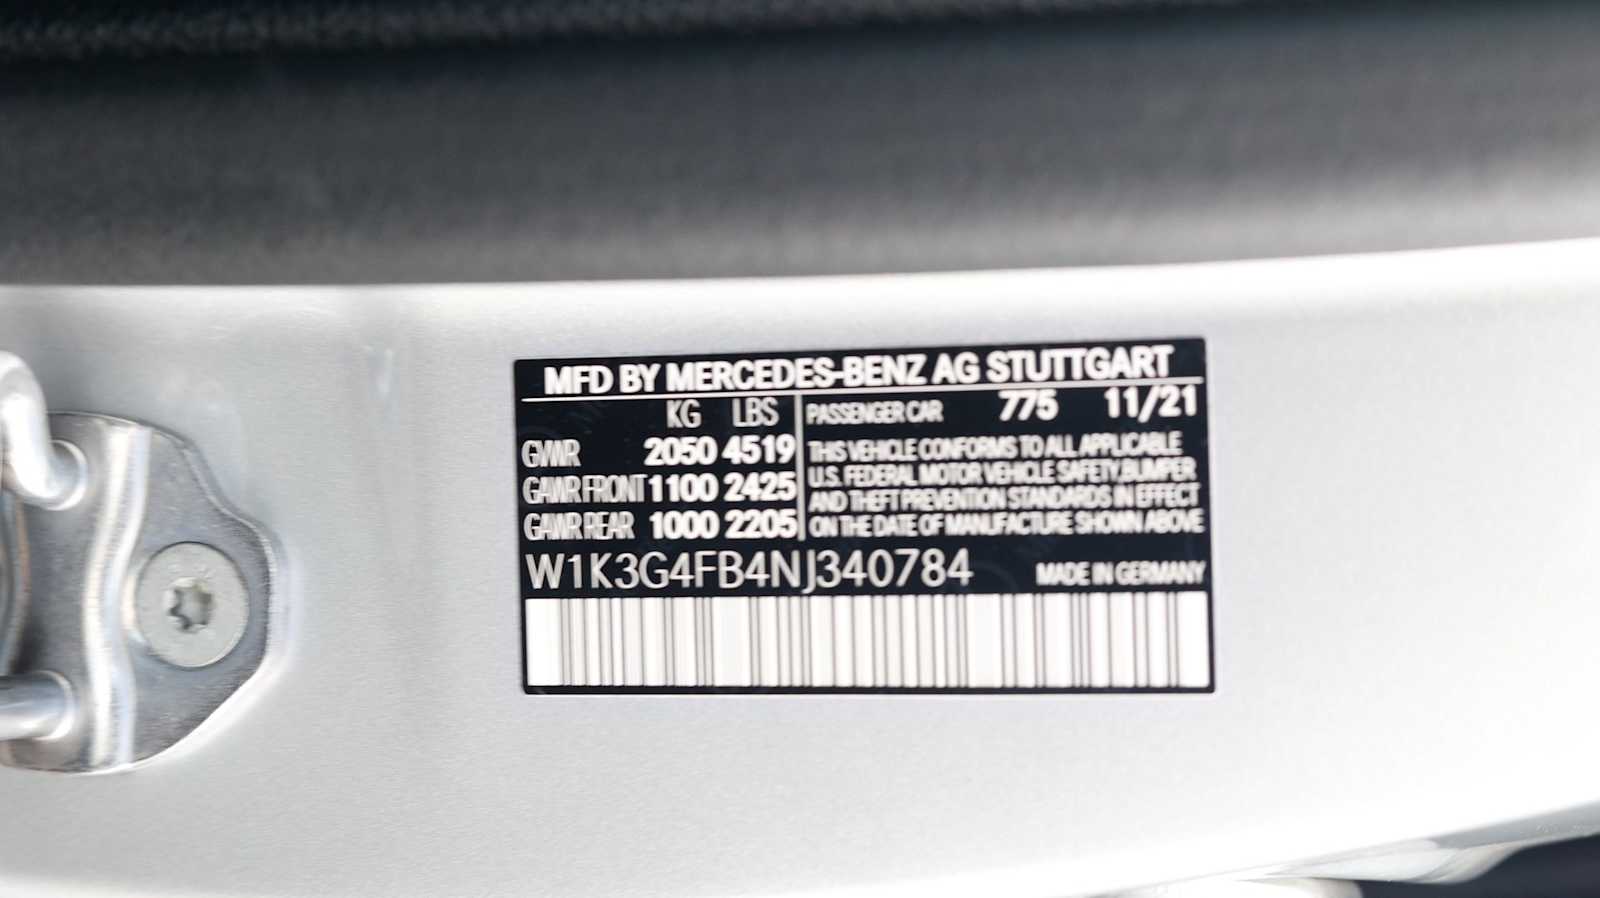 MFD BY MERCEDES-BENZ AG STUTTGART
KG LBS
GVWR 2050 4519
GAWR FRONT 1100 2425
GAWR REAR 1000 2205
PASSENGER CAR 775 11/21
THIS VEHICLE CONFORMS TO ALL APPLICABLE
U.S. FEDERAL MOTOR VEHICLE SAFETY,BUMPER
AND THEFT PREVENTION STANDARDS IN EFFECT
ON THE DATE OF MANUFACTURE SHOWN ABOVE
W1K3G4FB4NJ340784 MADE IN GERMANY